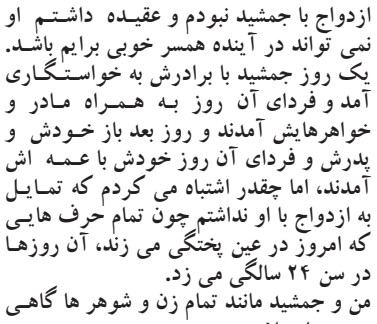 ازدواج با جمشید نبودم و عقیده داشتم او
نمی تواند در آینده همسر خوبی برایم باشد.
یک روز جمشید با برادرش به خواستگاری
آمد و فردای آن روز به همراه مادر و
خواهرهایش آمدند و روز بعد باز خودش و
پدرش و فردای آن روز خودش با عمه اش
آمدند، اما چقدر اشتباه می کردم که تمایل
به ازدواج با او نداشتم چون تمام حرف هایی
که امروز در عین پختگی می زند، آن روزها
در سن ۲۴ سالگی می زد.
من و جمشید مانند تمام زن و شوهر ها گاهی